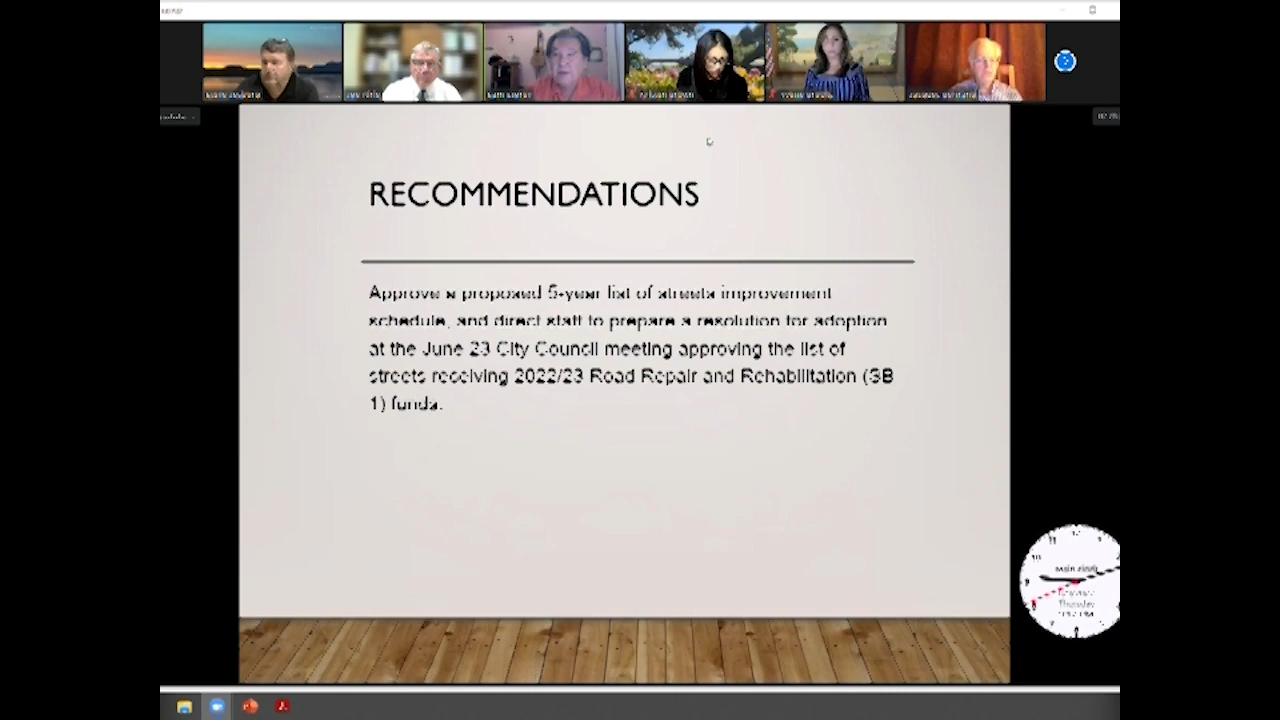 RECOMMENDATIONS
Approve a proposed 5-year list of streets improvement
schedule, and direct staff to prepare a resolution for adoption
at the June 23 City Council meeting approving the list of
streets receiving 2022/23 Road Repair and Rehabilitation (SB
1) funds.
Thursday